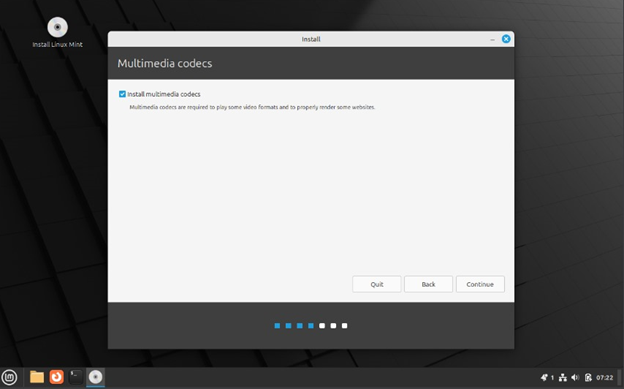 Install Linux Mint
Install
Multimedia codecs
Install multimedia codecs
Multimedia codecs are required to play some video formats and to properly render some websites.
Quit
Back
Continue
1
07:22